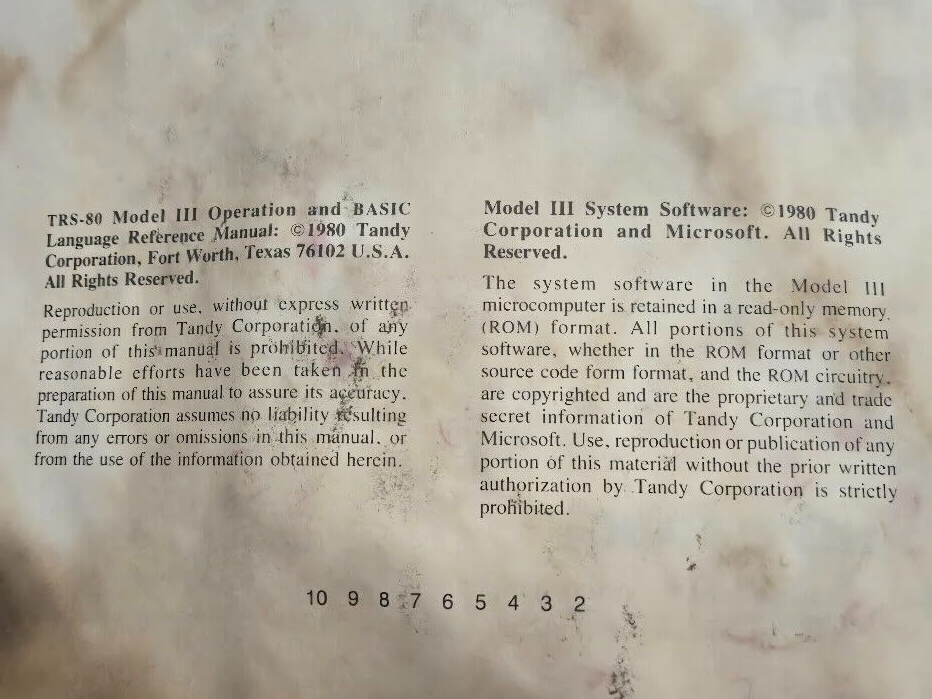 TRS-80 Model III Operation and BASIC
Language Reference Manual: ©1980 Tandy
Corporation, Fort Worth, Texas 76102 U.S.A.
All Rights Reserved.
Reproduction or use, without express written
permission from Tandy Corporation, of any
portion of this manual is prohibited. While
reasonable efforts have been taken in the
preparation of this manual to assure its accuracy,
Tandy Corporation assumes no liability resulting
from any errors or omissions in this manual, or
from the use of the information obtained herein.
Model III System Software: ©1980 Tandy
Corporation and Microsoft. All Rights
Reserved.
The system software in the Model III
microcomputer is retained in a read-only memory
(ROM) format. All portions of this system
software, whether in the ROM format or other
source code form format, and the ROM circuitry,
are copyrighted and are the proprietary and trade
secret information of Tandy Corporation and
Microsoft. Use, reproduction or publication of any
portion of this material without the prior written
authorization by Tandy Corporation is strictly
prohibited.
10 9 8 7 6 5 4 3 2